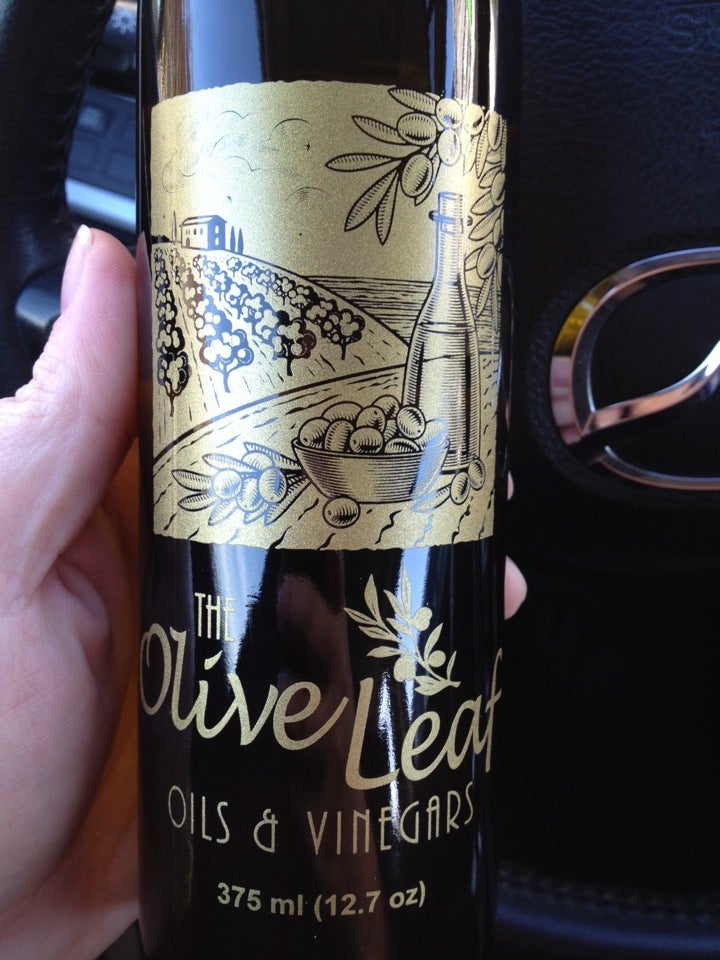 THE
Olive Leaf
OILS & VINEGARS
375 ml (12.7 oz)